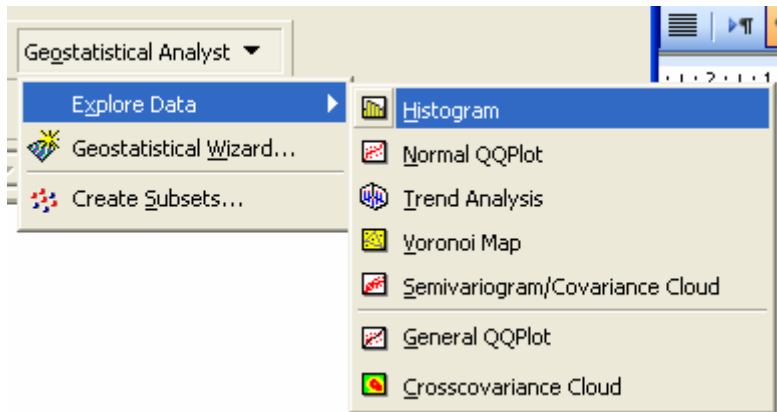 Geostatistical Analyst
Explore Data
Geostatistical Wizard...
Create Subsets...
Histogram
Normal QQPlot
Trend Analysis
Voronoi Map
Semivariogram/Covariance Cloud
General QQPlot
Crosscovariance Cloud